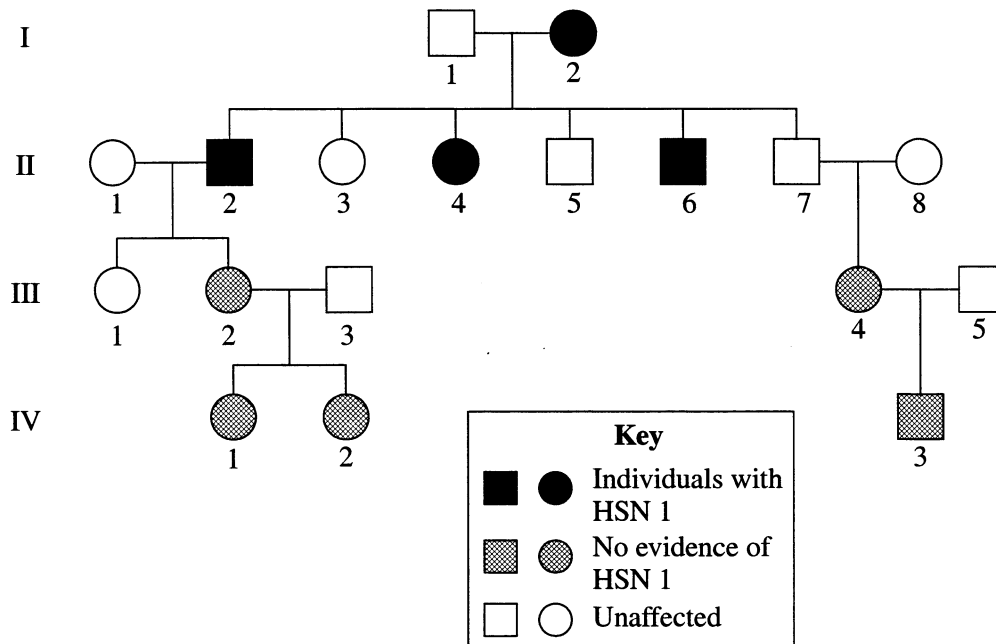 I
1 2
II
1 2 3 4 5 6 7 8
III
1 2 3 4 5
IV
1 2 3
Key
Individuals with
HSN 1
No evidence of
HSN 1
Unaffected